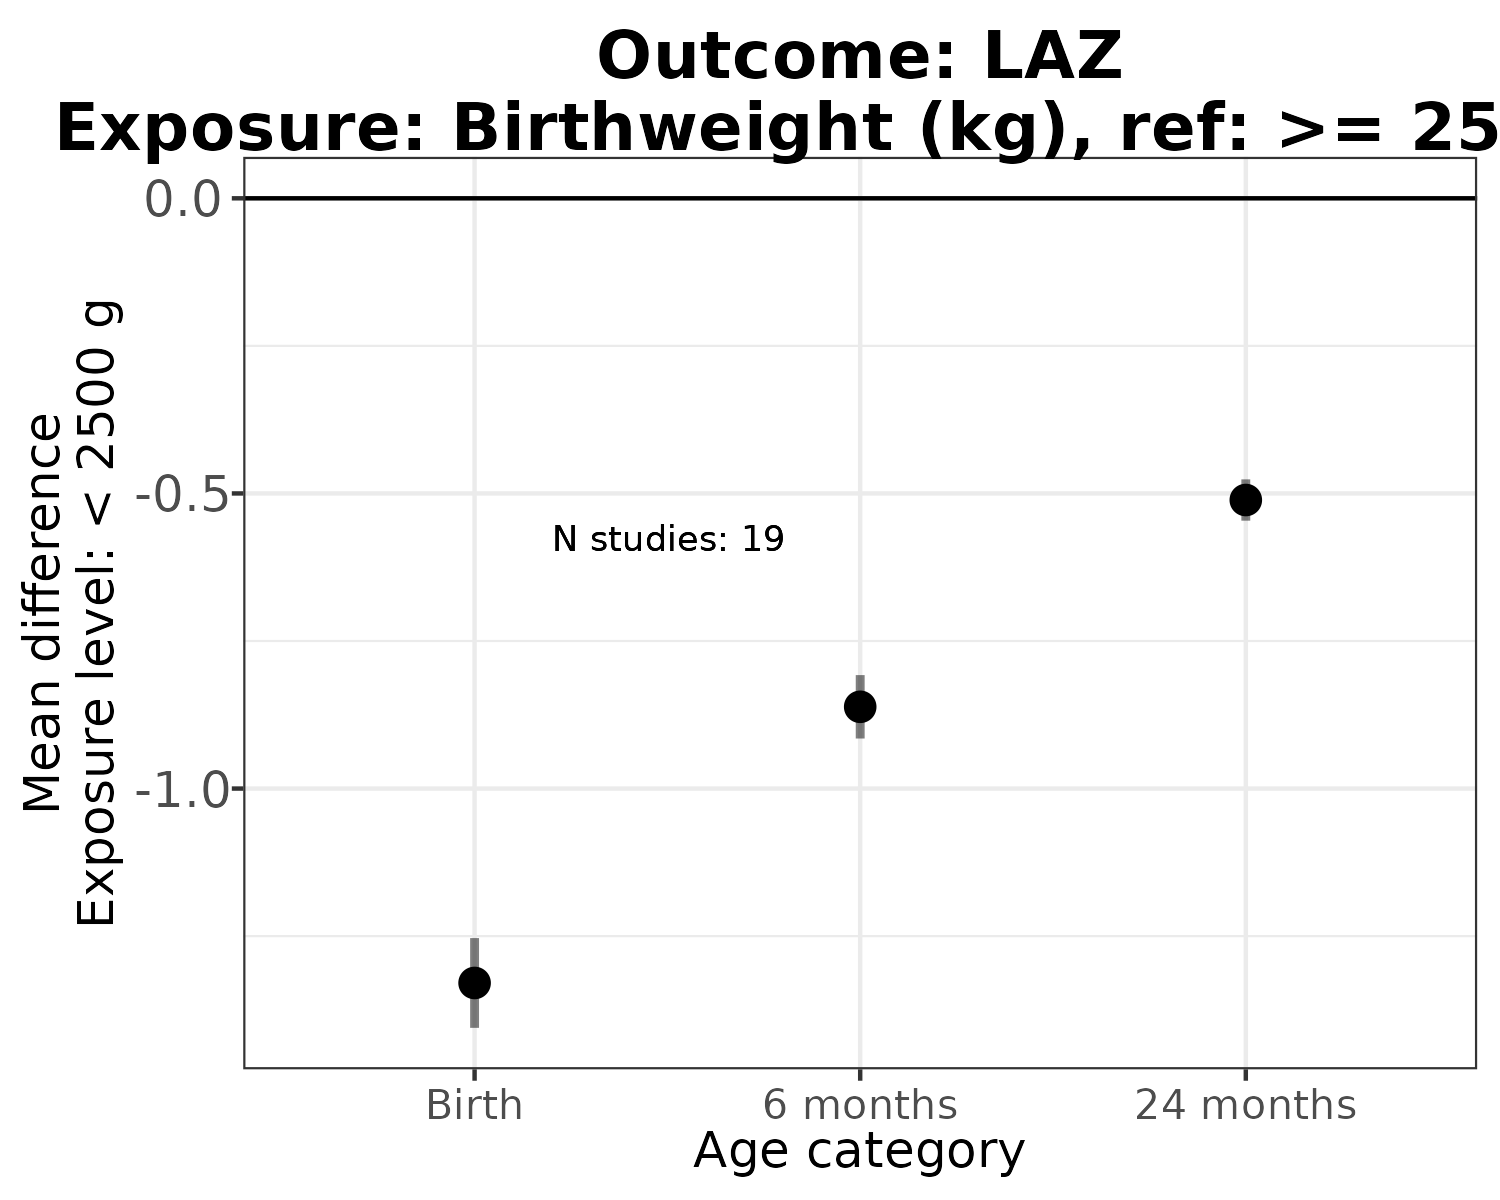 Outcome: LAZ
Exposure: Birthweight (kg), ref: >= 25
0.0
-0.5
-1.0
Mean difference
Exposure level: < 2500 g
N studies: 19
Birth
6 months
24 months
Age category